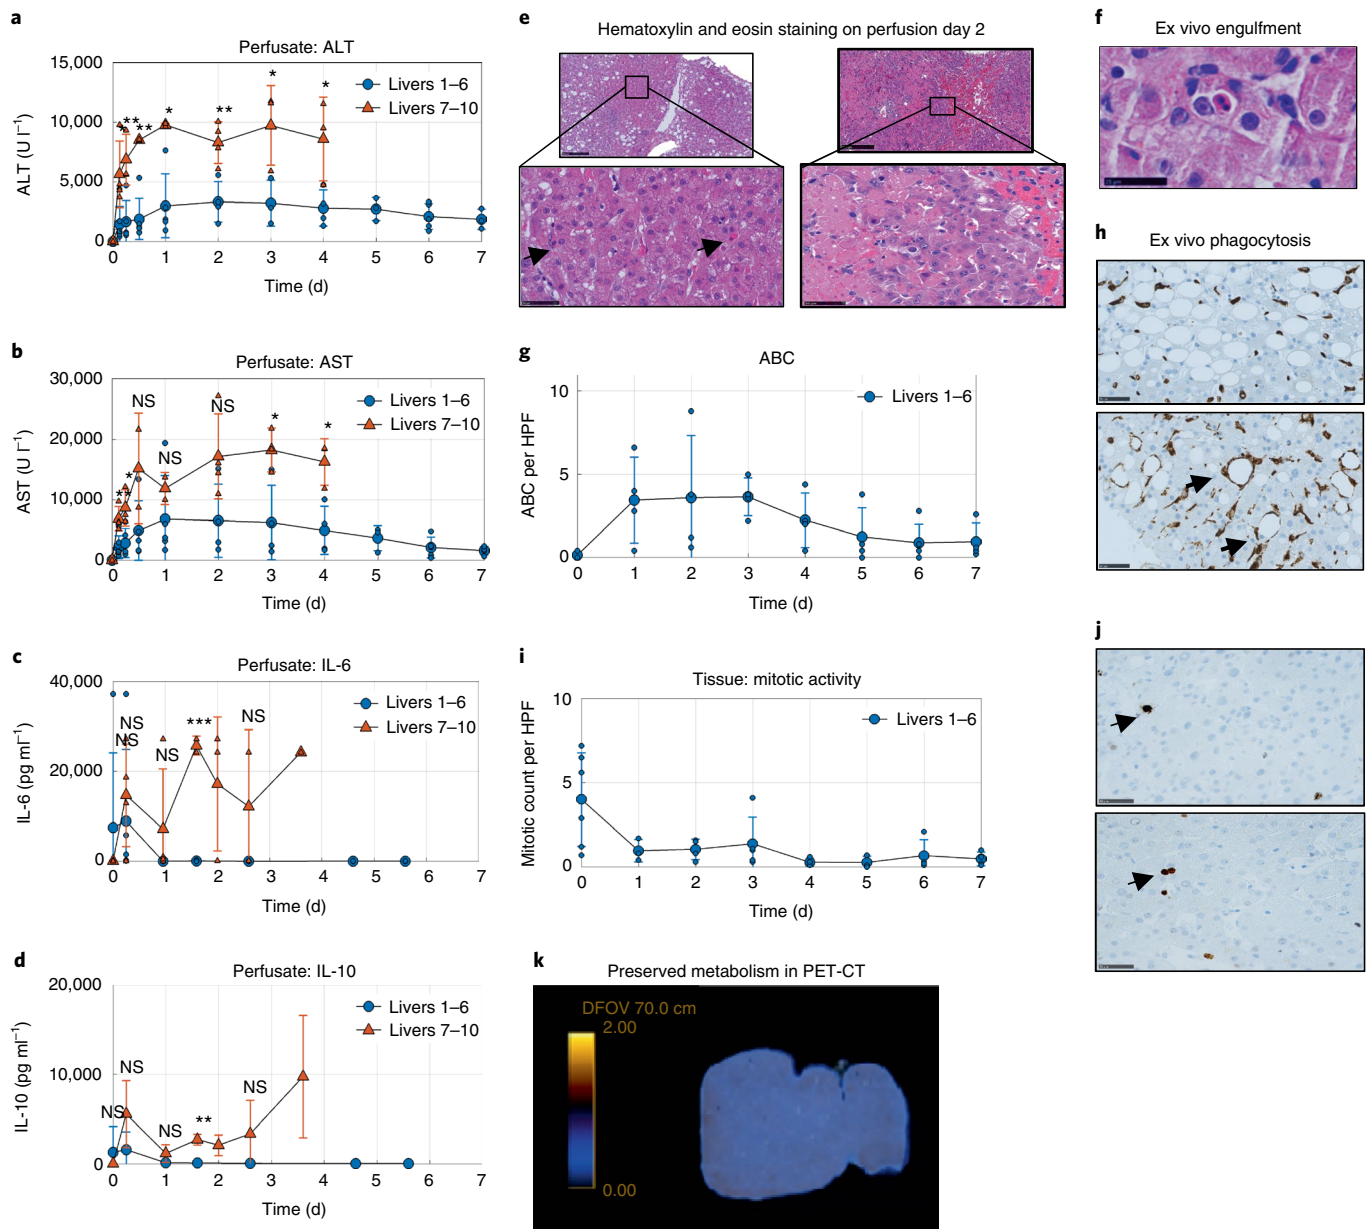 a
Perfusate: ALT
15,000
10,000
5,000
0
ALT (U l⁻¹)
Livers 1–6
Livers 7–10
*
**
**
*
**
*
*
0 1 2 3 4 5 6 7
Time (d)
b
Perfusate: AST
30,000
20,000
10,000
0
AST (U l⁻¹)
Livers 1–6
Livers 7–10
**
*
NS
NS
NS
*
*
0 1 2 3 4 5 6 7
Time (d)
c
Perfusate: IL-6
40,000
20,000
0
IL-6 (pg ml⁻¹)
Livers 1–6
Livers 7–10
NS
NS
NS
***
NS
0 1 2 3 4 5 6 7
Time (d)
d
Perfusate: IL-10
20,000
10,000
0
IL-10 (pg ml⁻¹)
Livers 1–6
Livers 7–10
NS
NS
NS
**
NS
0 1 2 3 4 5 6 7
Time (d)
e
Hematoxylin and eosin staining on perfusion day 2
f
Ex vivo engulfment
g
ABC
10
5
0
ABC per HPF
Livers 1–6
0 1 2 3 4 5 6 7
Time (d)
h
Ex vivo phagocytosis
i
Tissue: mitotic activity
10
5
0
Mitotic count per HPF
Livers 1–6
0 1 2 3 4 5 6 7
Time (d)
j
k
Preserved metabolism in PET-CT
DFOV 70.0 cm
2.00
0.00